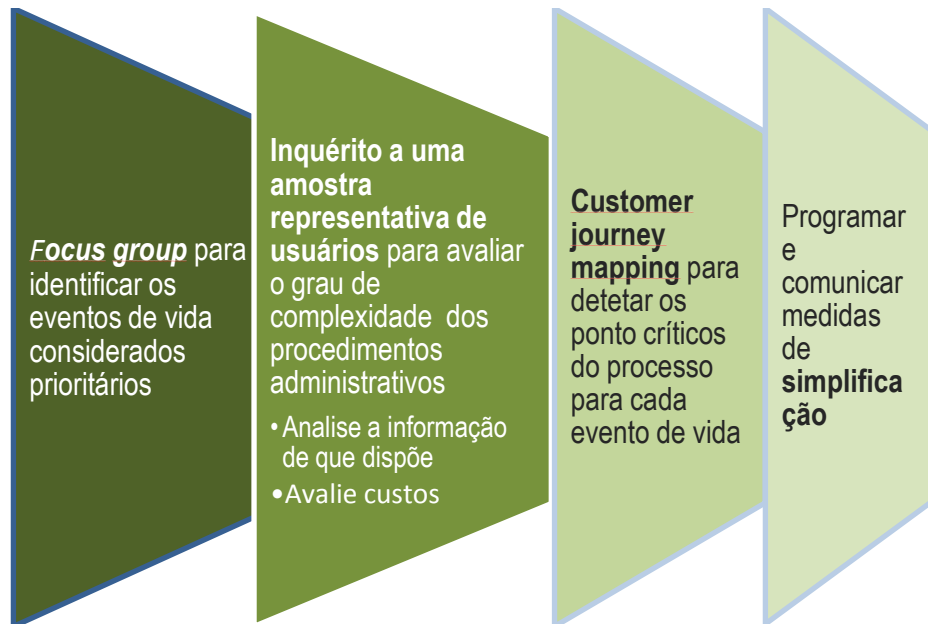 Focus group para
identificar os
eventos de vida
considerados
prioritários
Inquérito a uma
amostra
representativa de
usuários para avaliar
o grau de
complexidade dos
procedimentos
administrativos
• Analise a informação
de que dispõe
•Avalie custos
Customer
journey
mapping para
detetar os
ponto críticos
do processo
para cada
evento de vida
Programar
e
comunicar
medidas
de
simplifica
ção